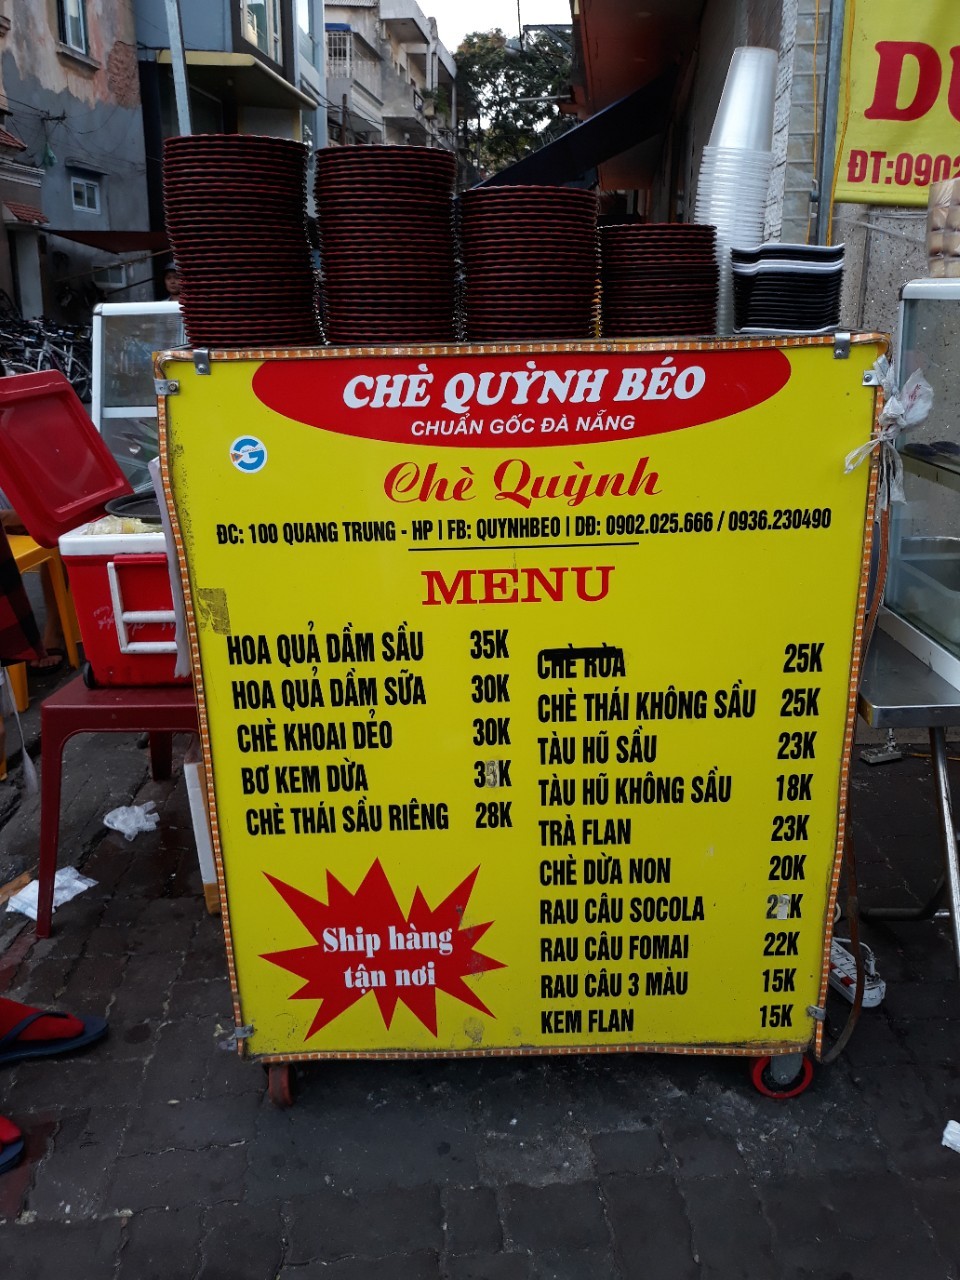 CHÈ QUỲNH BÉO
CHUẨN GỐC ĐÀ NẴNG
Chè Quỳnh
ĐC: 100 QUANG TRUNG - HP | FB: QUYNHBEO | DĐ: 0902.025.666 / 0936.230490
MENU
HOA QUẢ DẦM SẦU 35K
HOA QUẢ DẦM SỮA 30K
CHÈ KHOAI DẺO 30K
BƠ KEM DỪA
CHÈ THÁI SẦU RIÊNG 28K
Ship hàng
tận nơi
CHÈ RÙA 25K
CHÈ THÁI KHÔNG SẦU 25K
TÀU HŨ SẦU 23K
TÀU HŨ KHÔNG SẦU 18K
TRÀ FLAN 23K
CHÈ DỪA NON 20K
RAU CÂU SOCOLA
RAU CÂU FOMAI 22K
RAU CÂU 3 MÀU 15K
KEM FLAN 15K
ĐT:0902